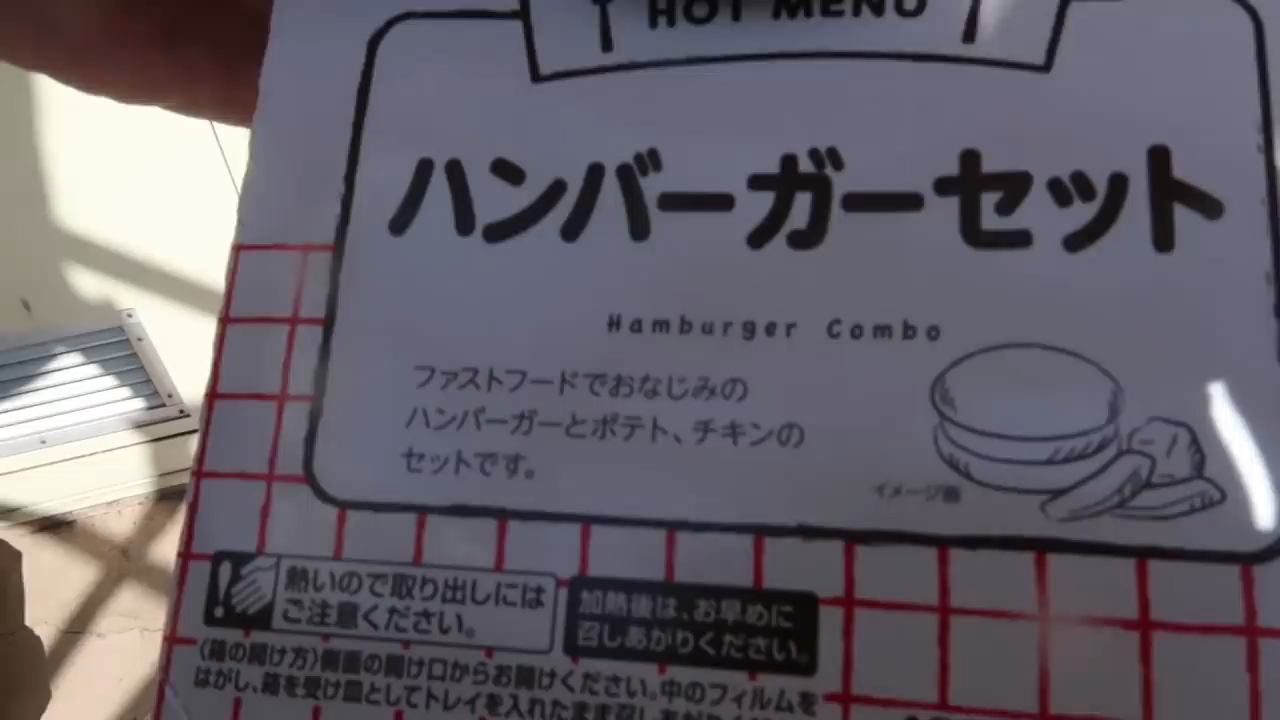 HOT MENU
ハンバーガーセット
Hamburger Combo
ファストフードでおなじみの
ハンバーガーとポテト、チキンの
セットです。
イメージ画
熱いので取り出しには
ご注意ください。
加熱後は、お早めに
召しあがりください。
〈箱の開け方〉側面の開け口からお開けください。中のフィルムを
はがし、箱を受け皿としてトレイを入れたまま召しあがり